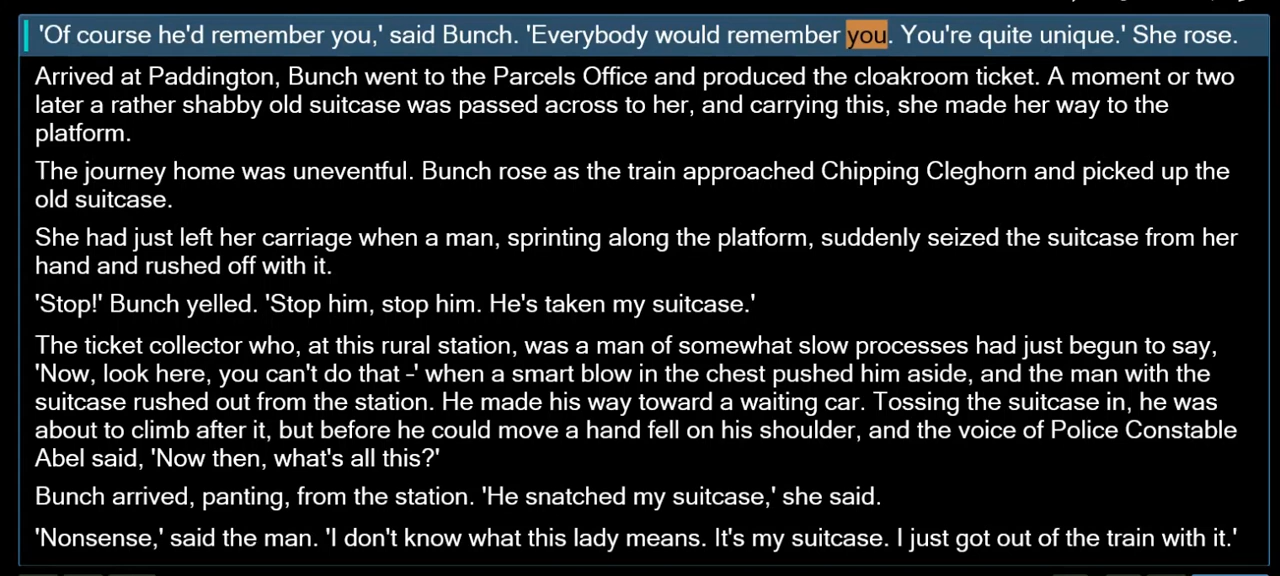 'Of course he'd remember you,' said Bunch. 'Everybody would remember you. You're quite unique.' She rose.
Arrived at Paddington, Bunch went to the Parcels Office and produced the cloakroom ticket. A moment or two
later a rather shabby old suitcase was passed across to her, and carrying this, she made her way to the
platform.
The journey home was uneventful. Bunch rose as the train approached Chipping Cleghorn and picked up the
old suitcase.
She had just left her carriage when a man, sprinting along the platform, suddenly seized the suitcase from her
hand and rushed off with it.
'Stop!' Bunch yelled. 'Stop him, stop him. He's taken my suitcase.'
The ticket collector who, at this rural station, was a man of somewhat slow processes had just begun to say,
'Now, look here, you can't do that -' when a smart blow in the chest pushed him aside, and the man with the
suitcase rushed out from the station. He made his way toward a waiting car. Tossing the suitcase in, he was
about to climb after it, but before he could move a hand fell on his shoulder, and the voice of Police Constable
Abel said, 'Now then, what's all this?'
Bunch arrived, panting, from the station. 'He snatched my suitcase,' she said.
'Nonsense,' said the man. 'I don't know what this lady means. It's my suitcase. I just got out of the train with it.'